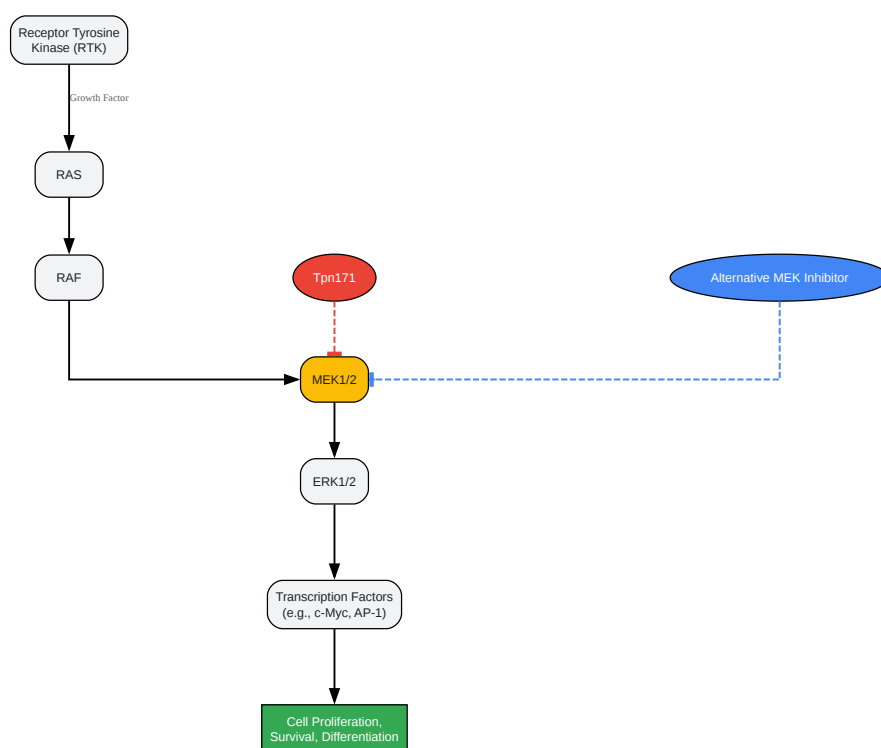 Receptor Tyrosine
Kinase (RTK)
Growth Factor
RAS
RAF
Tpn171
Alternative MEK Inhibitor
MEK1/2
ERK1/2
Transcription Factors
(e.g., c-Myc, AP-1)
Cell Proliferation,
Survival, Differentiation